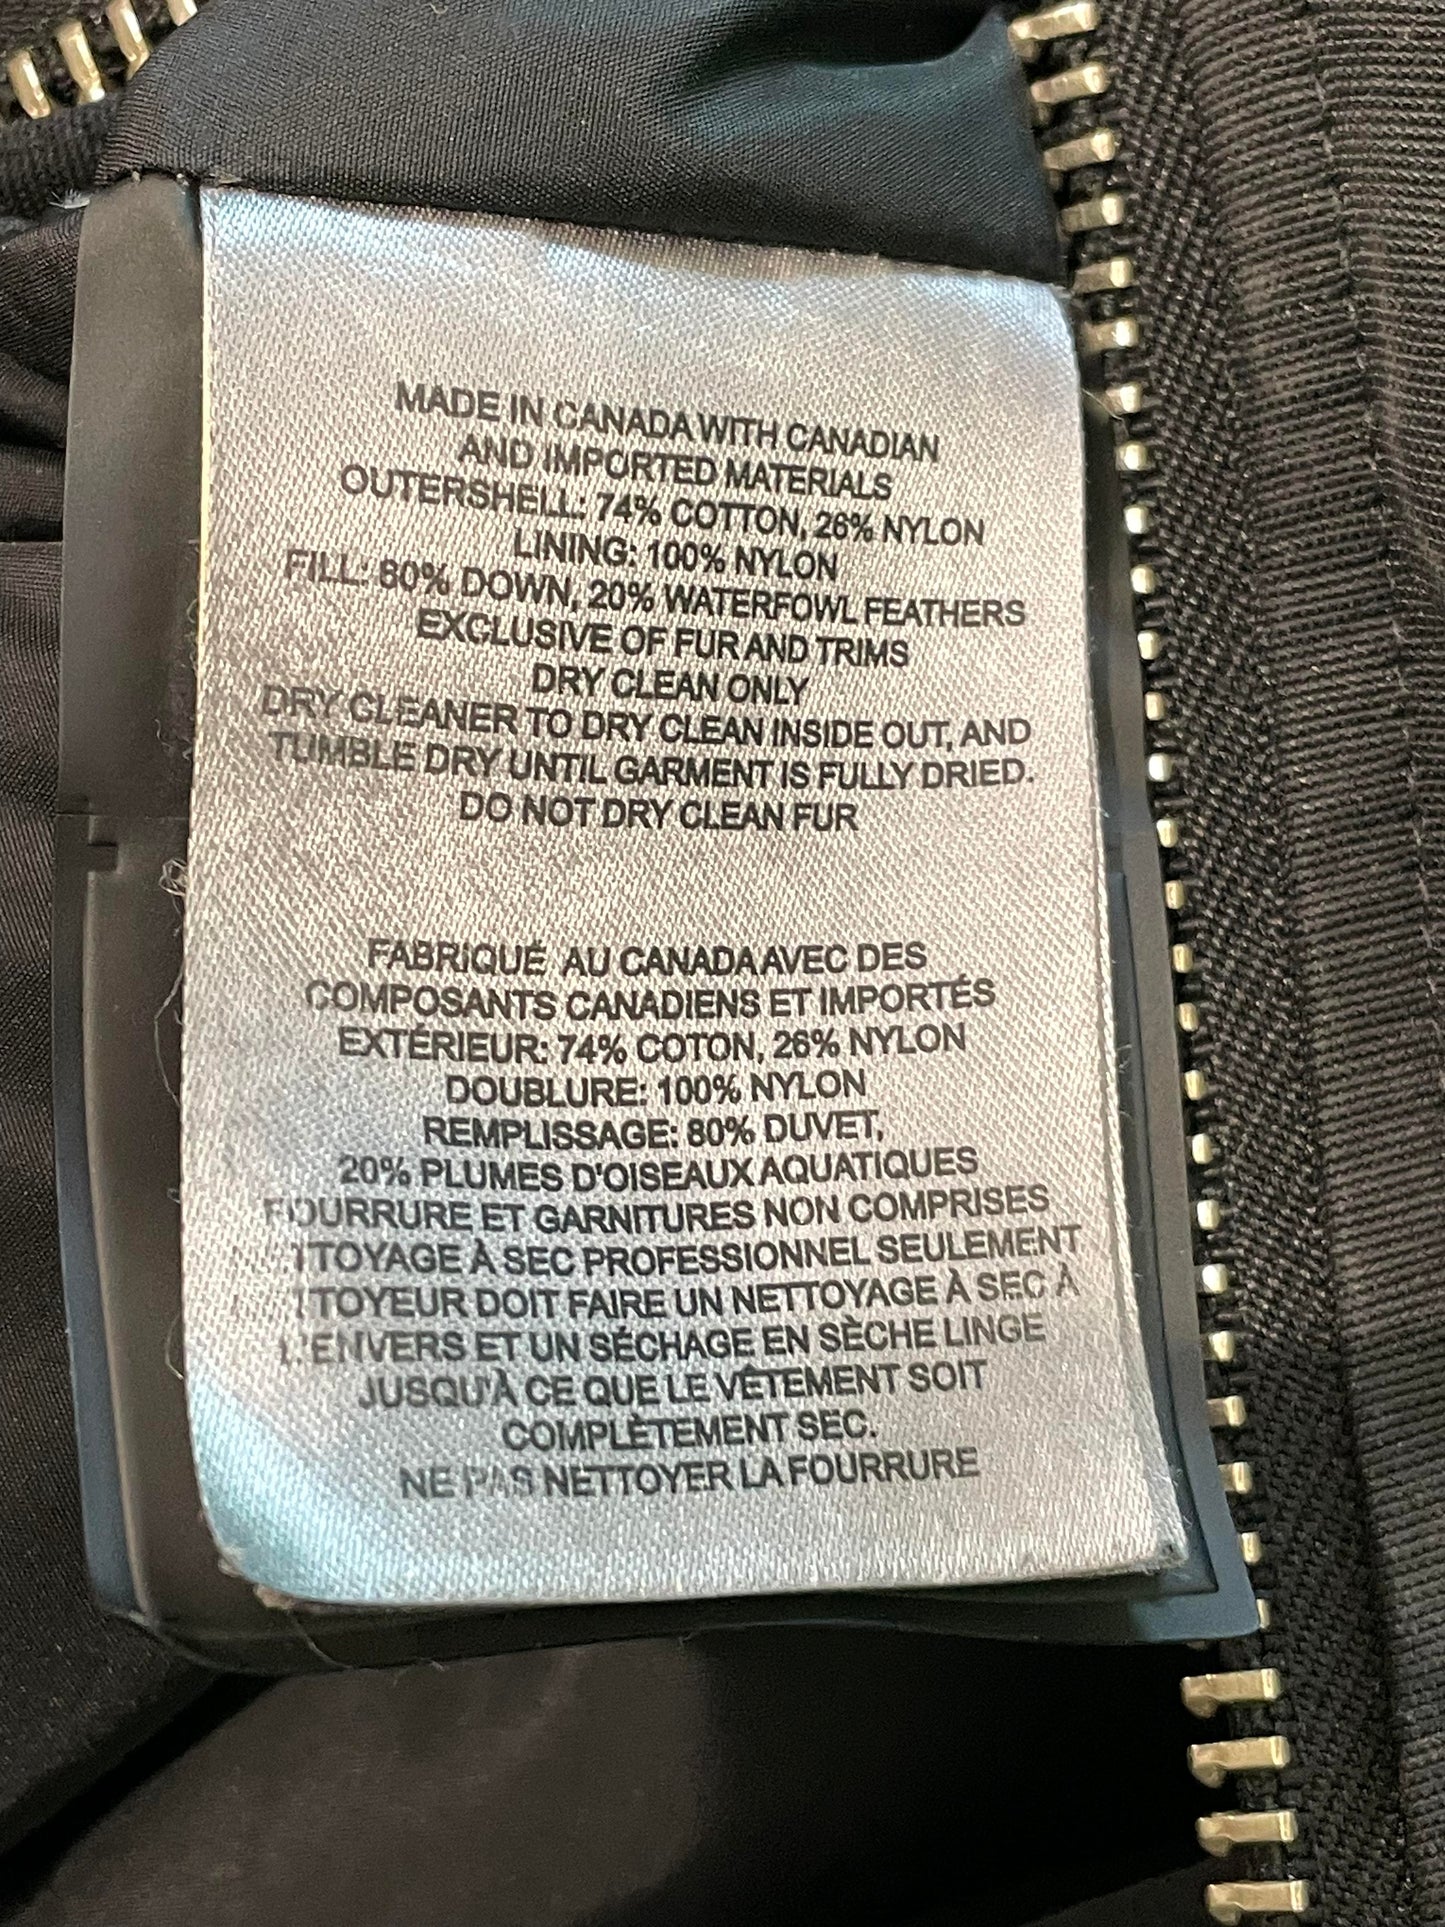 MADE IN CANADA WITH CANADIAN
AND IMPORTED MATERIALS
OUTERSHELL: 74% COTTON, 26% NYLON
LINING: 100% NYLON
FILL: 80% DOWN, 20% WATERFOWL FEATHERS
EXCLUSIVE OF FUR AND TRIMS
DRY CLEAN ONLY
DRY CLEANER TO DRY CLEAN INSIDE OUT, AND
TUMBLE DRY UNTIL GARMENT IS FULLY DRIED.
DO NOT DRY CLEAN FUR
FABRIQUÉ AU CANADA AVEC DES
COMPOSANTS CANADIENS ET IMPORTÉS
EXTÉRIEUR: 74% COTON, 26% NYLON
DOUBLURE: 100% NYLON
REMPLISSAGE: 80% DUVET,
20% PLUMES D'OISEAUX AQUATIQUES
FOURRURE ET GARNITURES NON COMPRISES
TTOYAGE À SEC PROFESSIONNEL SEULEMENT
TTOYEUR DOIT FAIRE UN NETTOYAGE À SEC À
L'ENVERS ET UN SÉCHAGE EN SÈCHE LINGE
JUSQU'À CE QUE LE VÊTEMENT SOIT
COMPLÈTEMENT SEC.
NE PAS NETTOYER LA FOURRURE